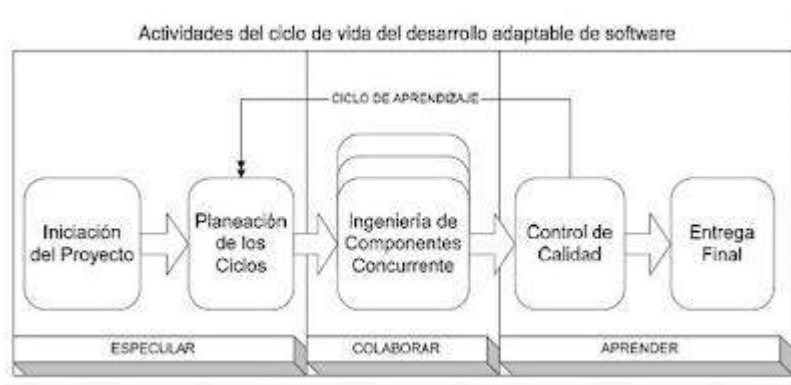 Actividades del ciclo de vida del desarrollo adaptable de software
CICLO DE APRENDIZAJE
Iniciación
del Proyecto
Planeación
de los
Ciclos
Ingeniería de
Componentes
Concurrente
Control de
Calidad
Entrega
Final
ESPECULAR
COLABORAR
APRENDER